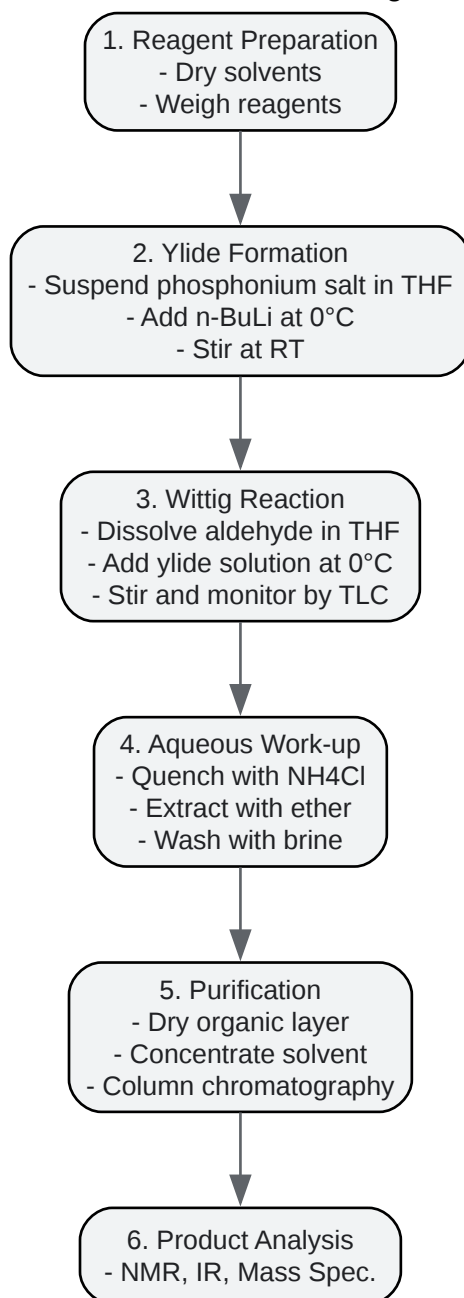 1. Reagent Preparation
- Dry solvents
- Weigh reagents
2. Ylide Formation
- Suspend phosphonium salt in THF
- Add n-BuLi at 0°C
- Stir at RT
3. Wittig Reaction
- Dissolve aldehyde in THF
- Add ylide solution at 0°C
- Stir and monitor by TLC
4. Aqueous Work-up
- Quench with NH4Cl
- Extract with ether
- Wash with brine
5. Purification
- Dry organic layer
- Concentrate solvent
- Column chromatography
6. Product Analysis
- NMR, IR, Mass Spec.